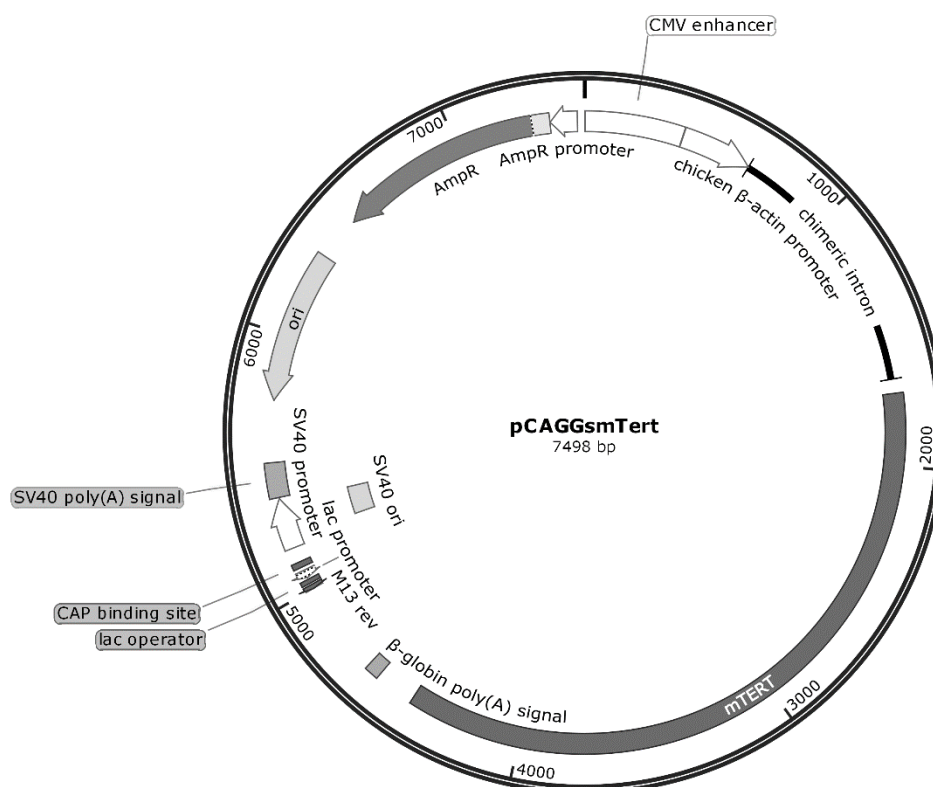 CMV enhancer
7000
AmpR promoter
AmpR
chicken β-actin promoter
1000
chimeric intron
ori
6000
pCAGGsmTert
7498 bp
2000
SV40 promoter
SV40 ori
SV40 poly(A) signal
lac promoter
M13 rev
CAP binding site
5000
lac operator
β-globin poly(A) signal
mTERT
3000
4000